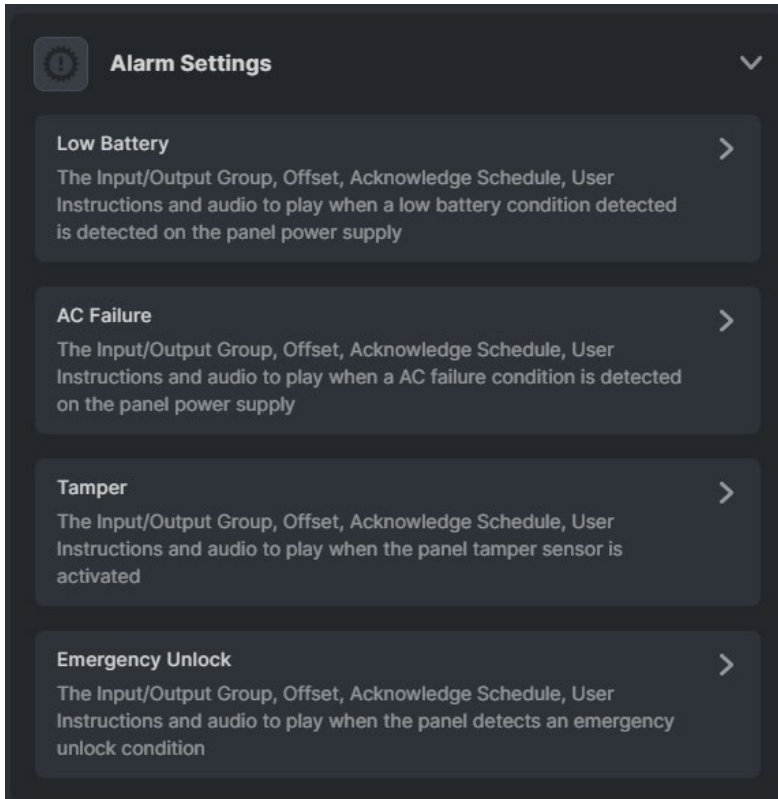 Alarm Settings
Low Battery
The Input/Output Group, Offset, Acknowledge Schedule, User
Instructions and audio to play when a low battery condition detected
is detected on the panel power supply
AC Failure
The Input/Output Group, Offset, Acknowledge Schedule, User
Instructions and audio to play when a AC failure condition is detected
on the panel power supply
Tamper
The Input/Output Group, Offset, Acknowledge Schedule, User
Instructions and audio to play when the panel tamper sensor is
activated
Emergency Unlock
The Input/Output Group, Offset, Acknowledge Schedule, User
Instructions and audio to play when the panel detects an emergency
unlock condition